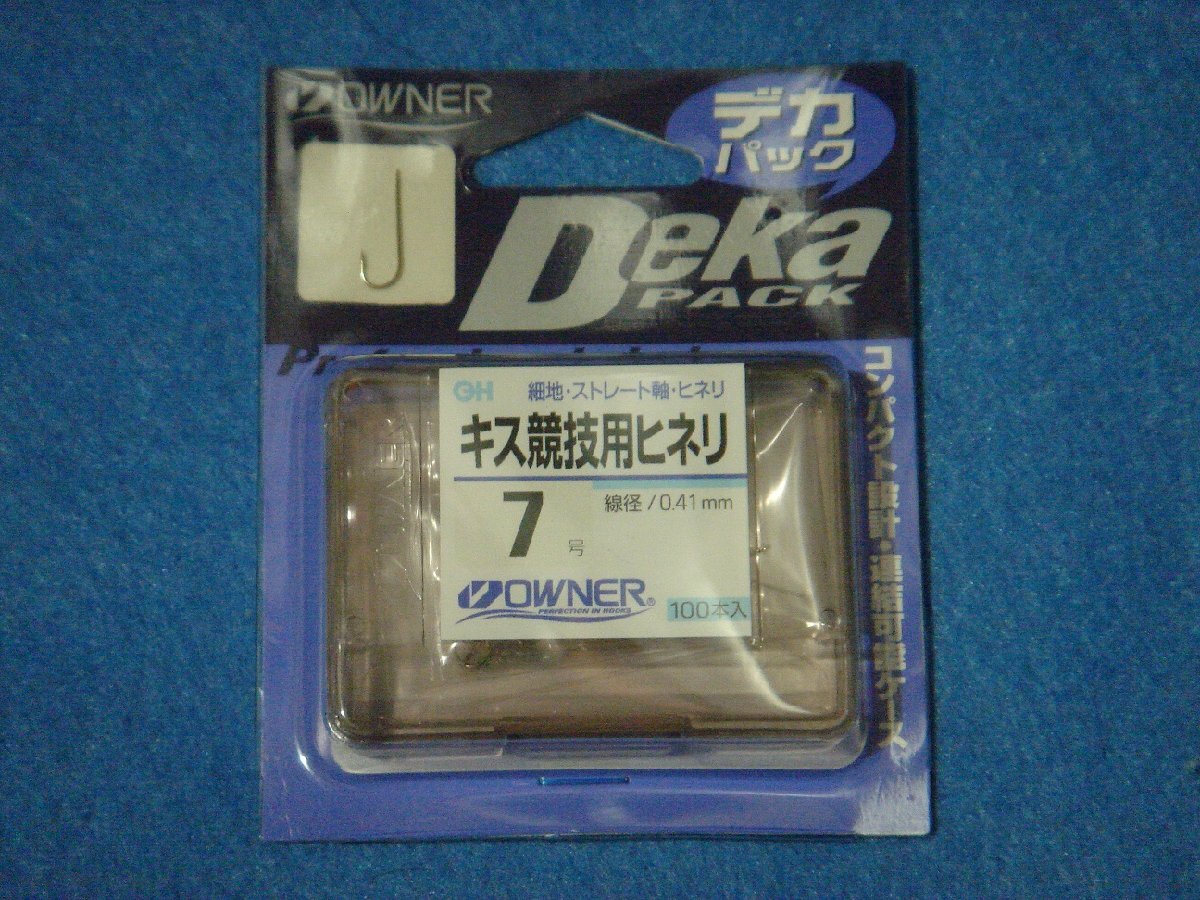 OWNER
デカ
パック
Deka
PACK
GH
細地・ストレート軸・ヒネリ
キス競技用ヒネリ
7号
線径/0.41mm
OWNER®
PERFECTION IN HOOKS
100本入
コンパクト設計・連結可能ケース